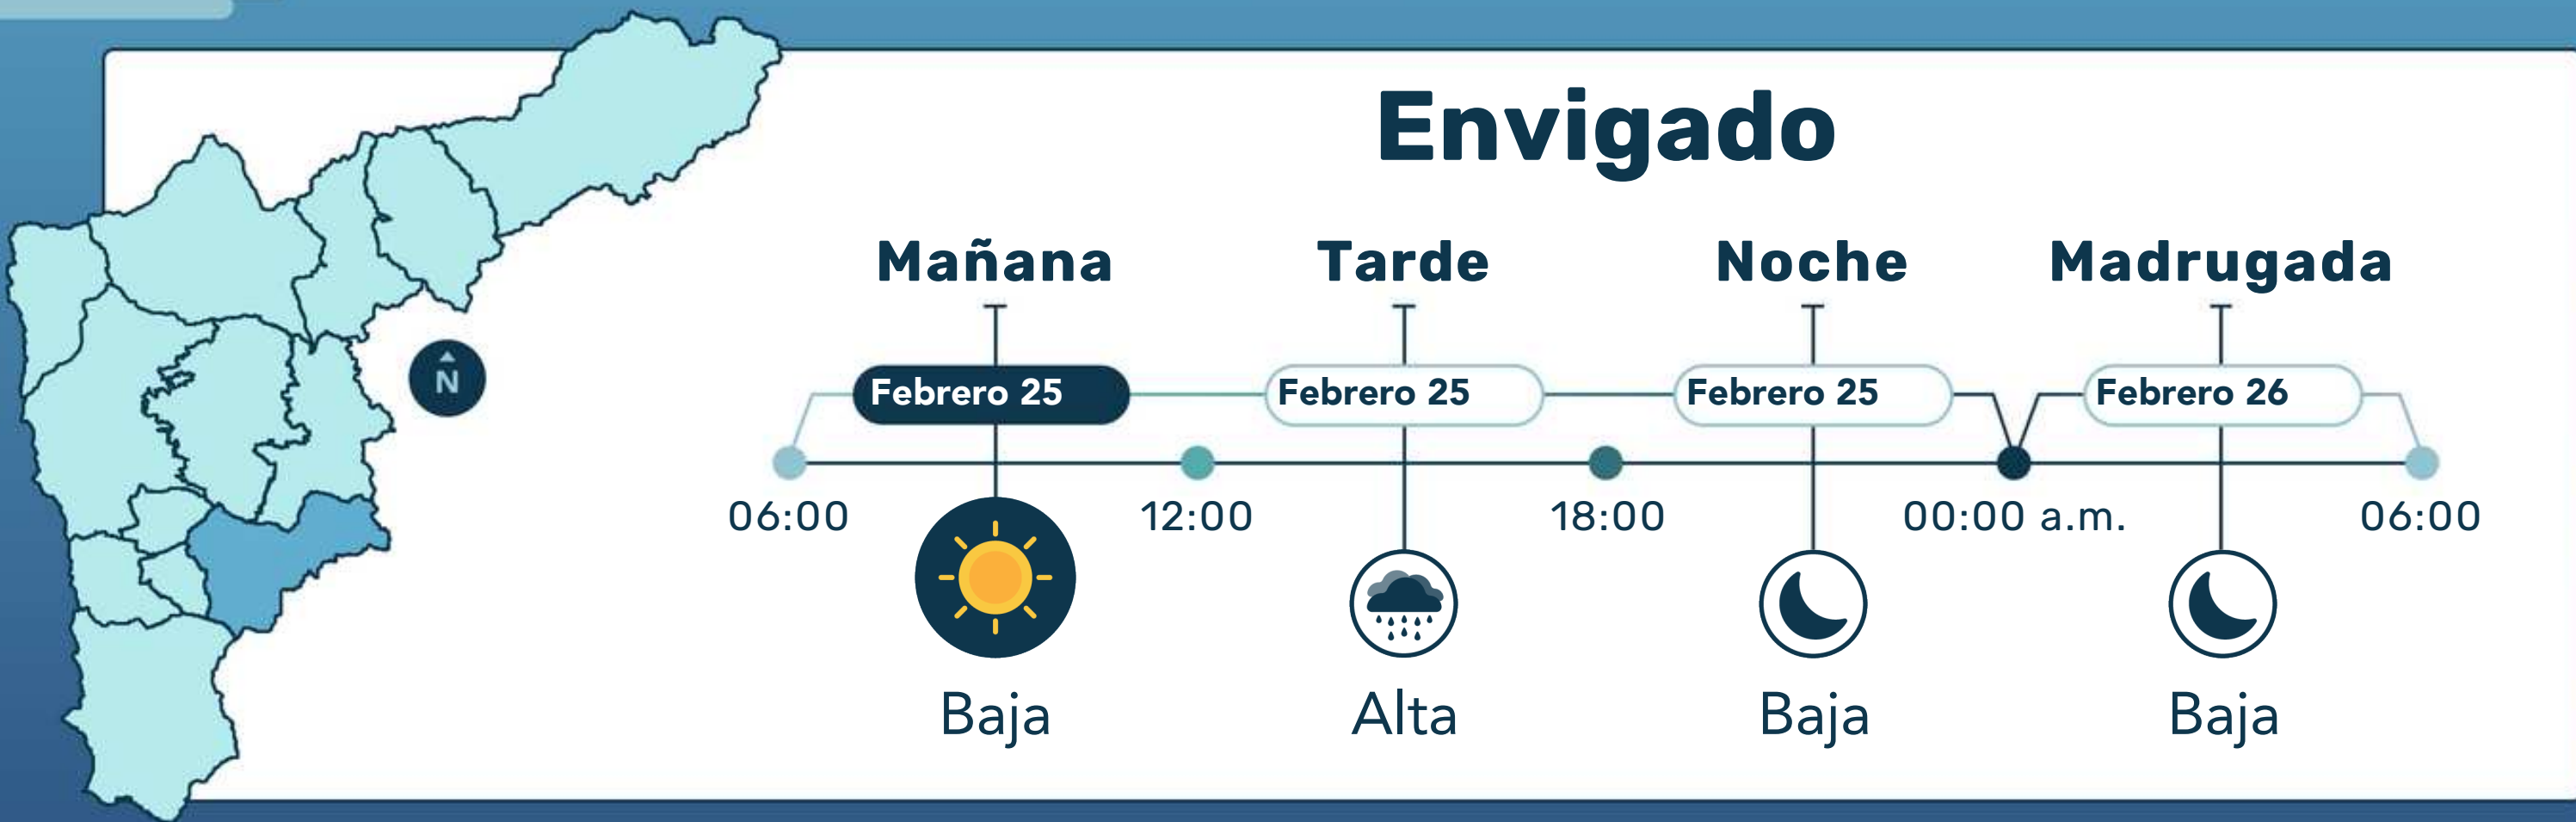 Envigado
Mañana Tarde Noche Madrugada
N
Febrero 25 Febrero 25 Febrero 25 Febrero 26
06:00 12:00 18:00 00:00 a.m. 06:00
Baja Alta Baja Baja